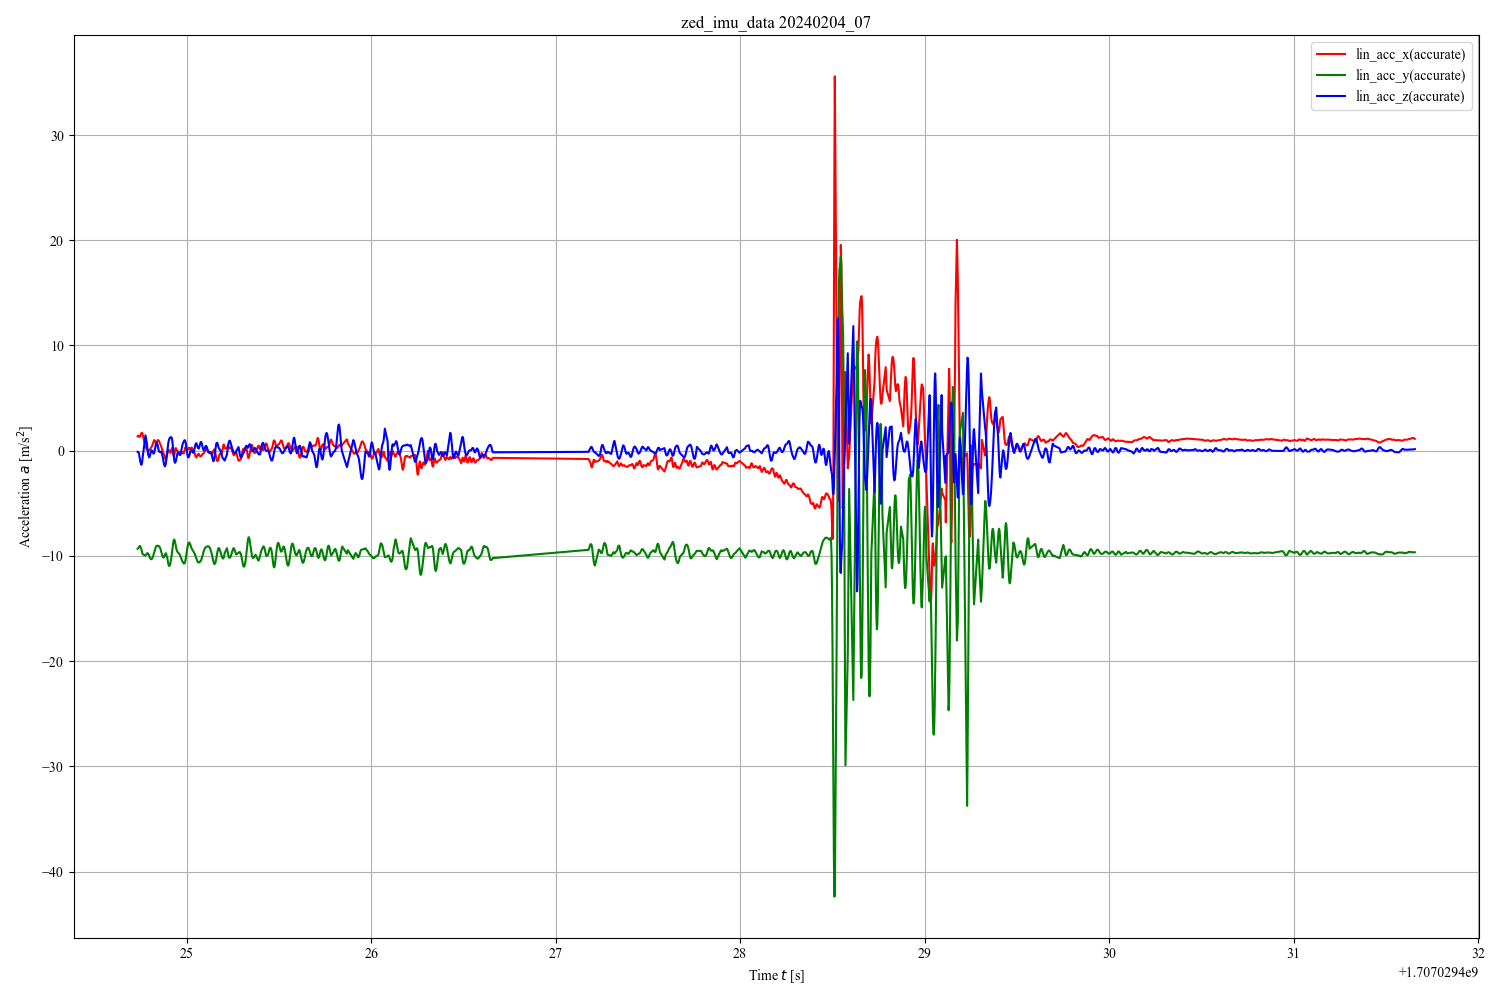 zed_imu_data 20240204_07
lin_acc_x(accurate)
lin_acc_y(accurate)
lin_acc_z(accurate)
Acceleration a [m/s²]
30
20
10
0
−10
−20
−30
−40
25 26 27 28 29 30 31 32
+1.7070294e9
Time t [s]